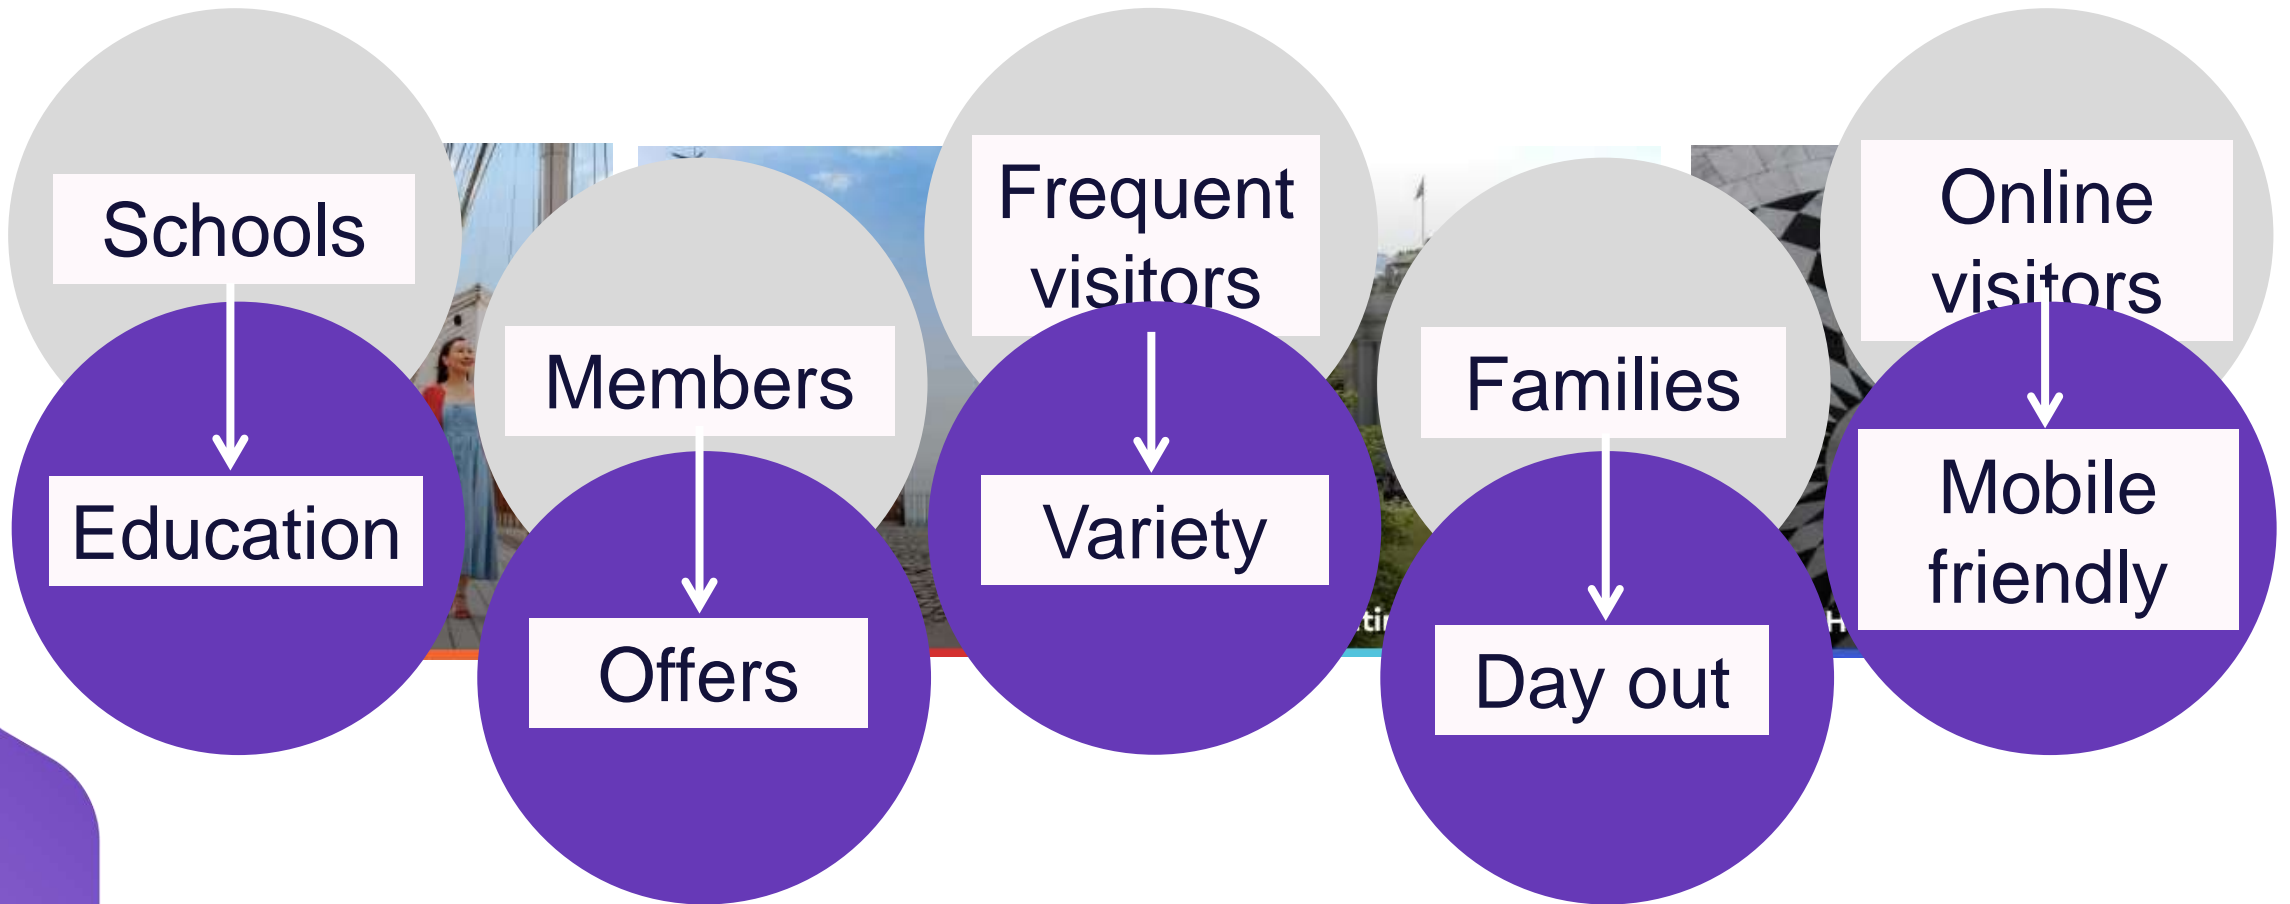 Schools
Education
Members
Offers
Frequent
visitors
Variety
Families
Day out
Online
visitors
Mobile
friendly